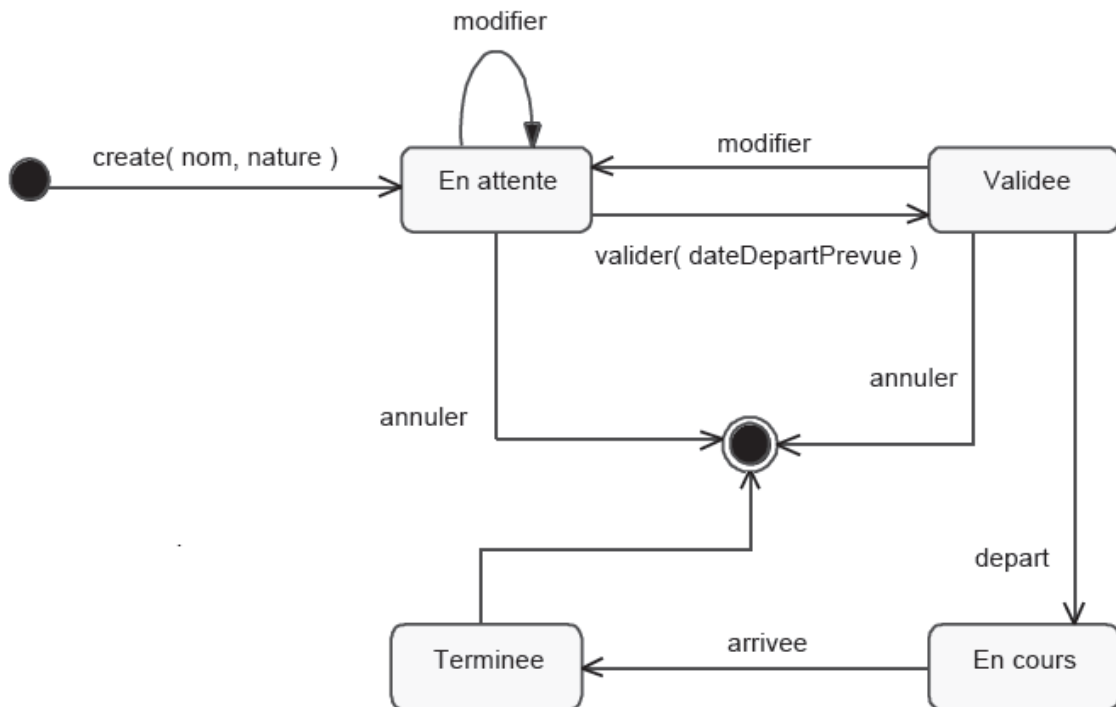 modifier
create( nom, nature )
En attente
modifier
Validee
valider( dateDepartPrevue )
annuler
annuler
depart
Terminee
arrivee
En cours